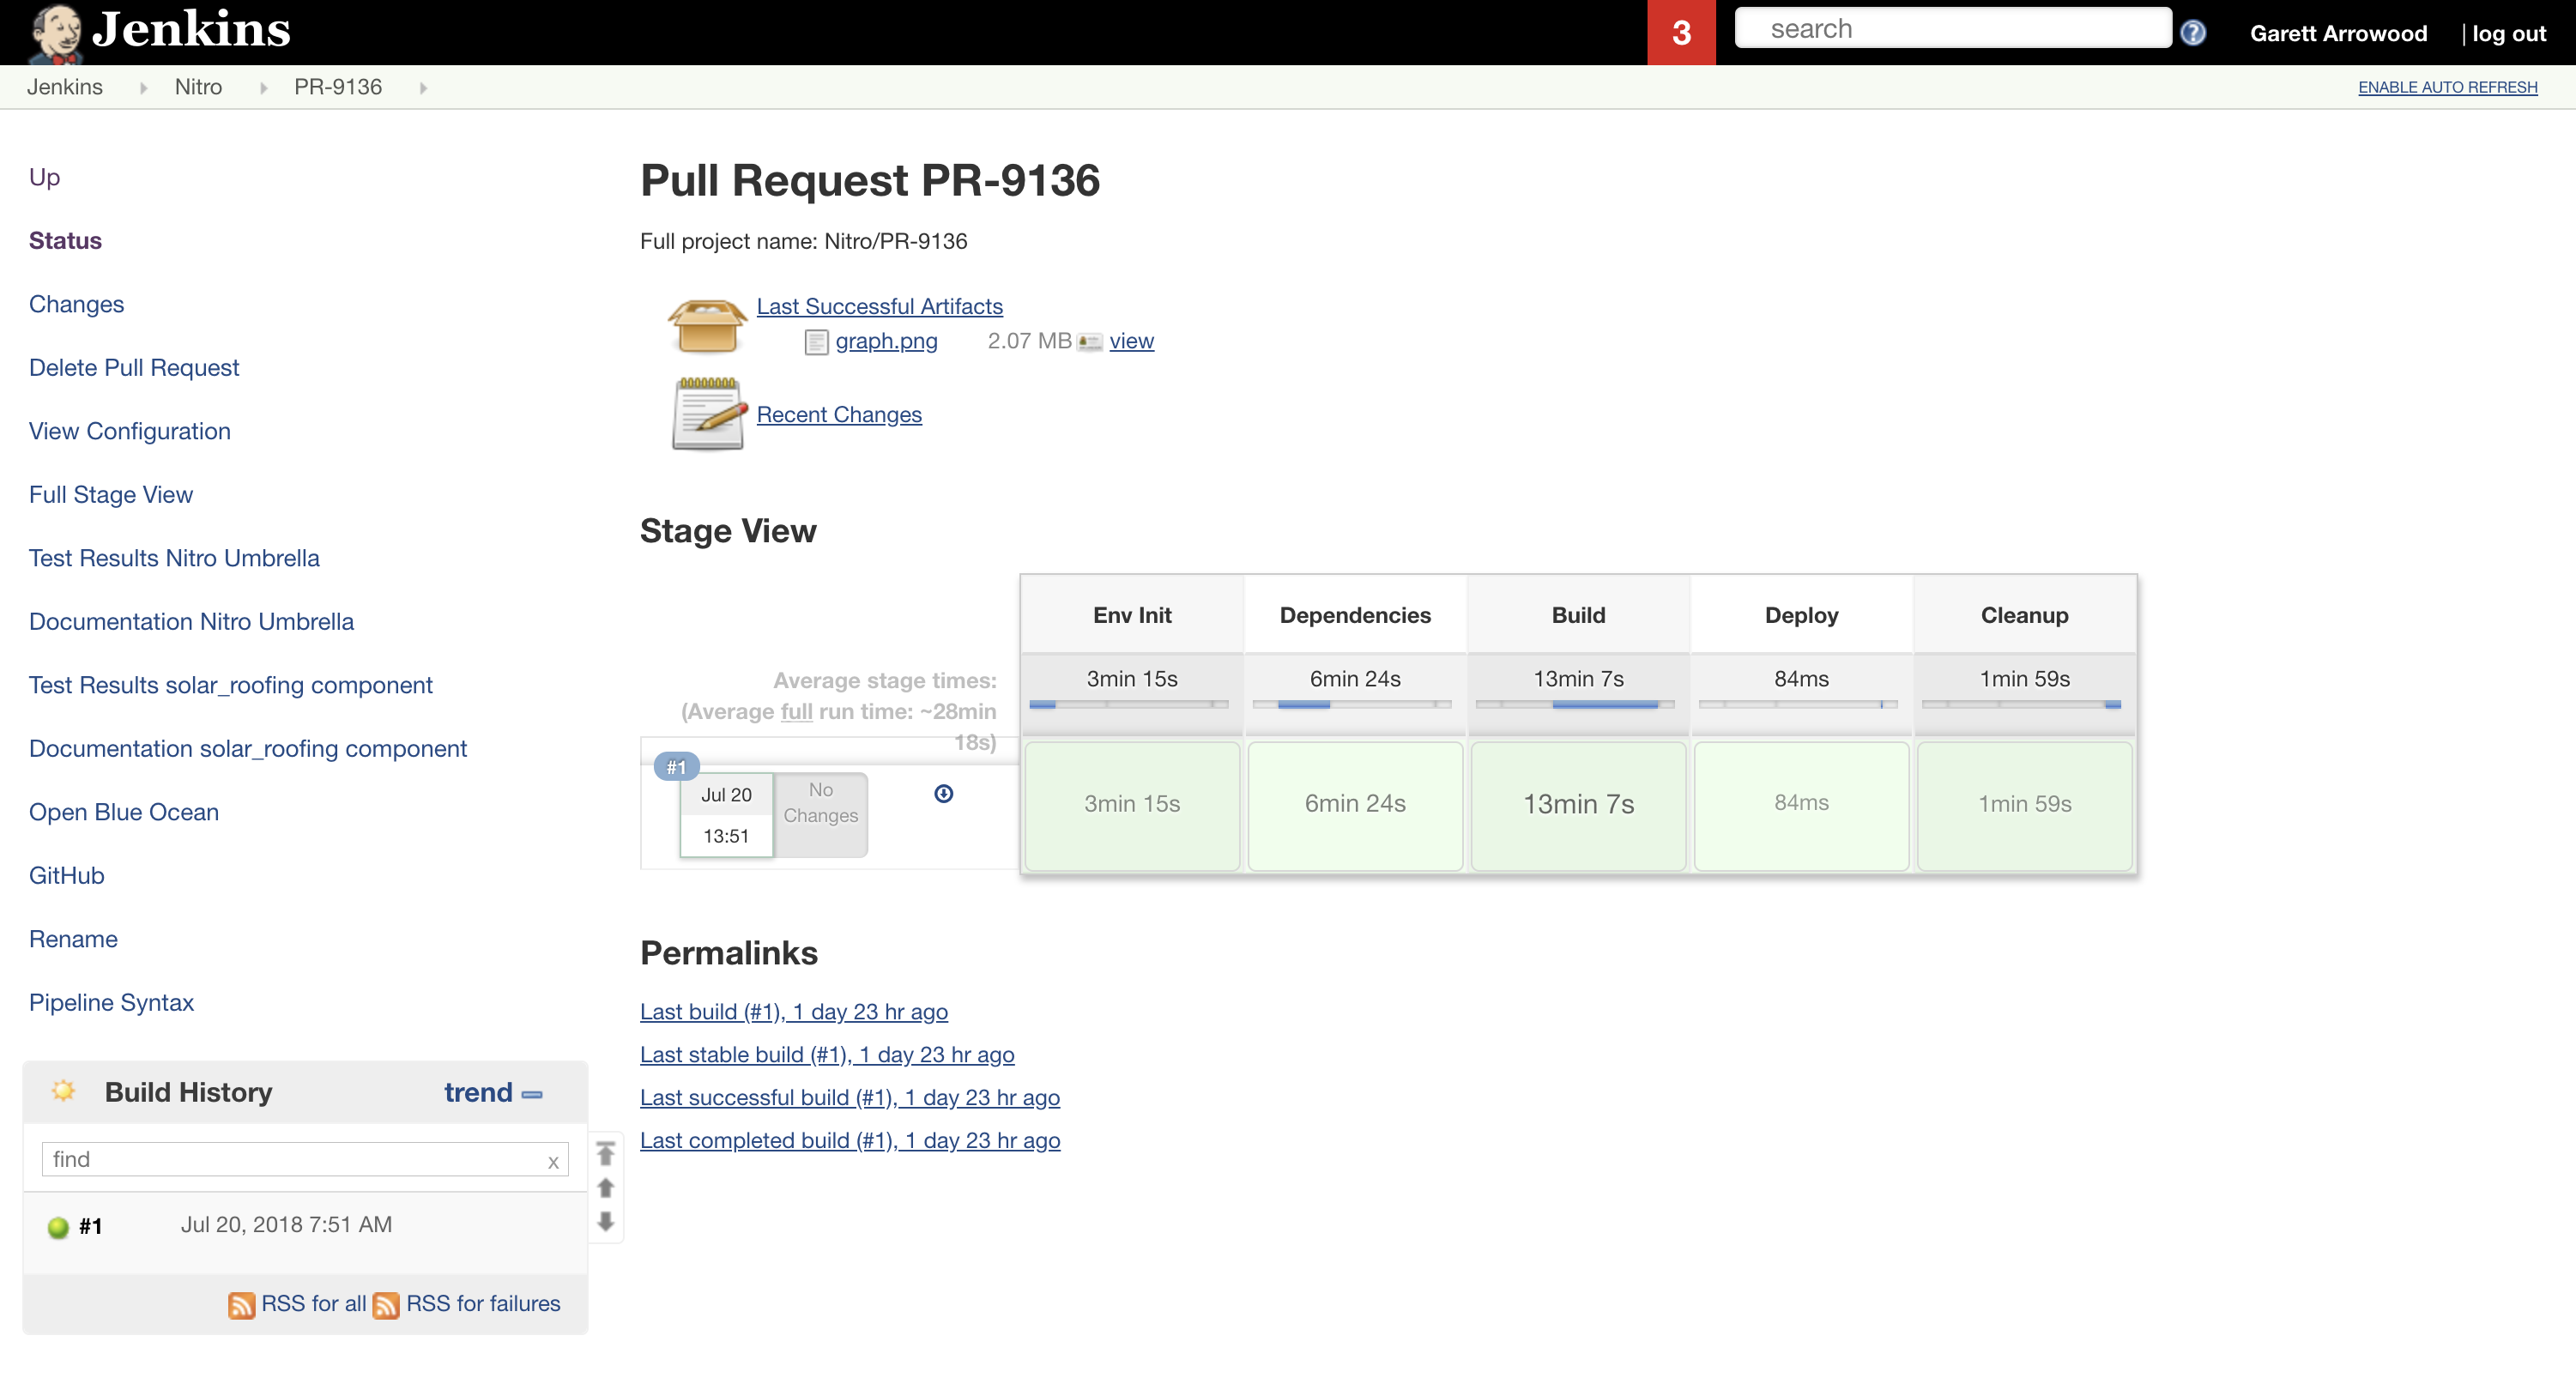 Jenkins
3
search
?
Garett Arrowood
| log out
Jenkins
Nitro
PR-9136
ENABLE AUTO REFRESH
Up
Status
Changes
Delete Pull Request
View Configuration
Full Stage View
Test Results Nitro Umbrella
Documentation Nitro Umbrella
Test Results solar_roofing component
Documentation solar_roofing component
Open Blue Ocean
GitHub
Rename
Pipeline Syntax
Build History
trend
find
x
#1
Jul 20, 2018 7:51 AM
RSS for all
RSS for failures
Pull Request PR-9136
Full project name: Nitro/PR-9136
Last Successful Artifacts
graph.png
2.07 MB
view
Recent Changes
Stage View
Env Init
Dependencies
Build
Deploy
Cleanup
Average stage times:
(Average full run time: ~28min
18s)
3min 15s
6min 24s
13min 7s
84ms
1min 59s
#1
Jul 20
13:51
No
Changes
3min 15s
6min 24s
13min 7s
84ms
1min 59s
Permalinks
Last build (#1), 1 day 23 hr ago
Last stable build (#1), 1 day 23 hr ago
Last successful build (#1), 1 day 23 hr ago
Last completed build (#1), 1 day 23 hr ago